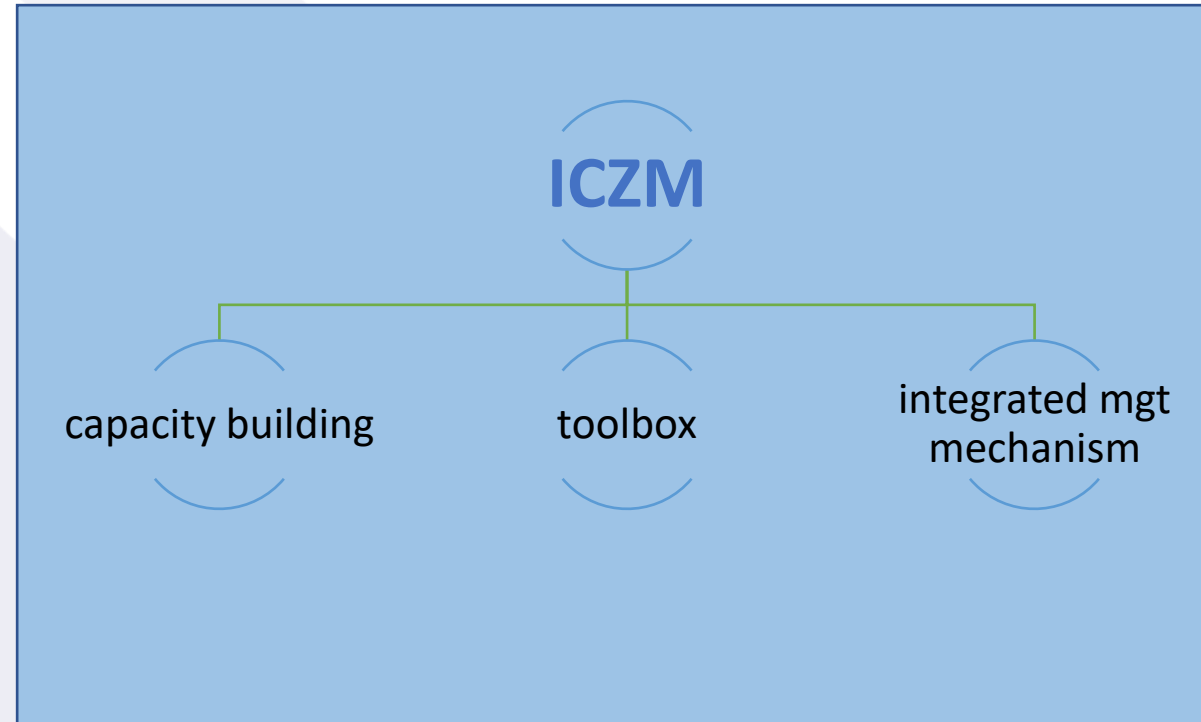 ICZM
capacity building
toolbox
integrated mgt
mechanism